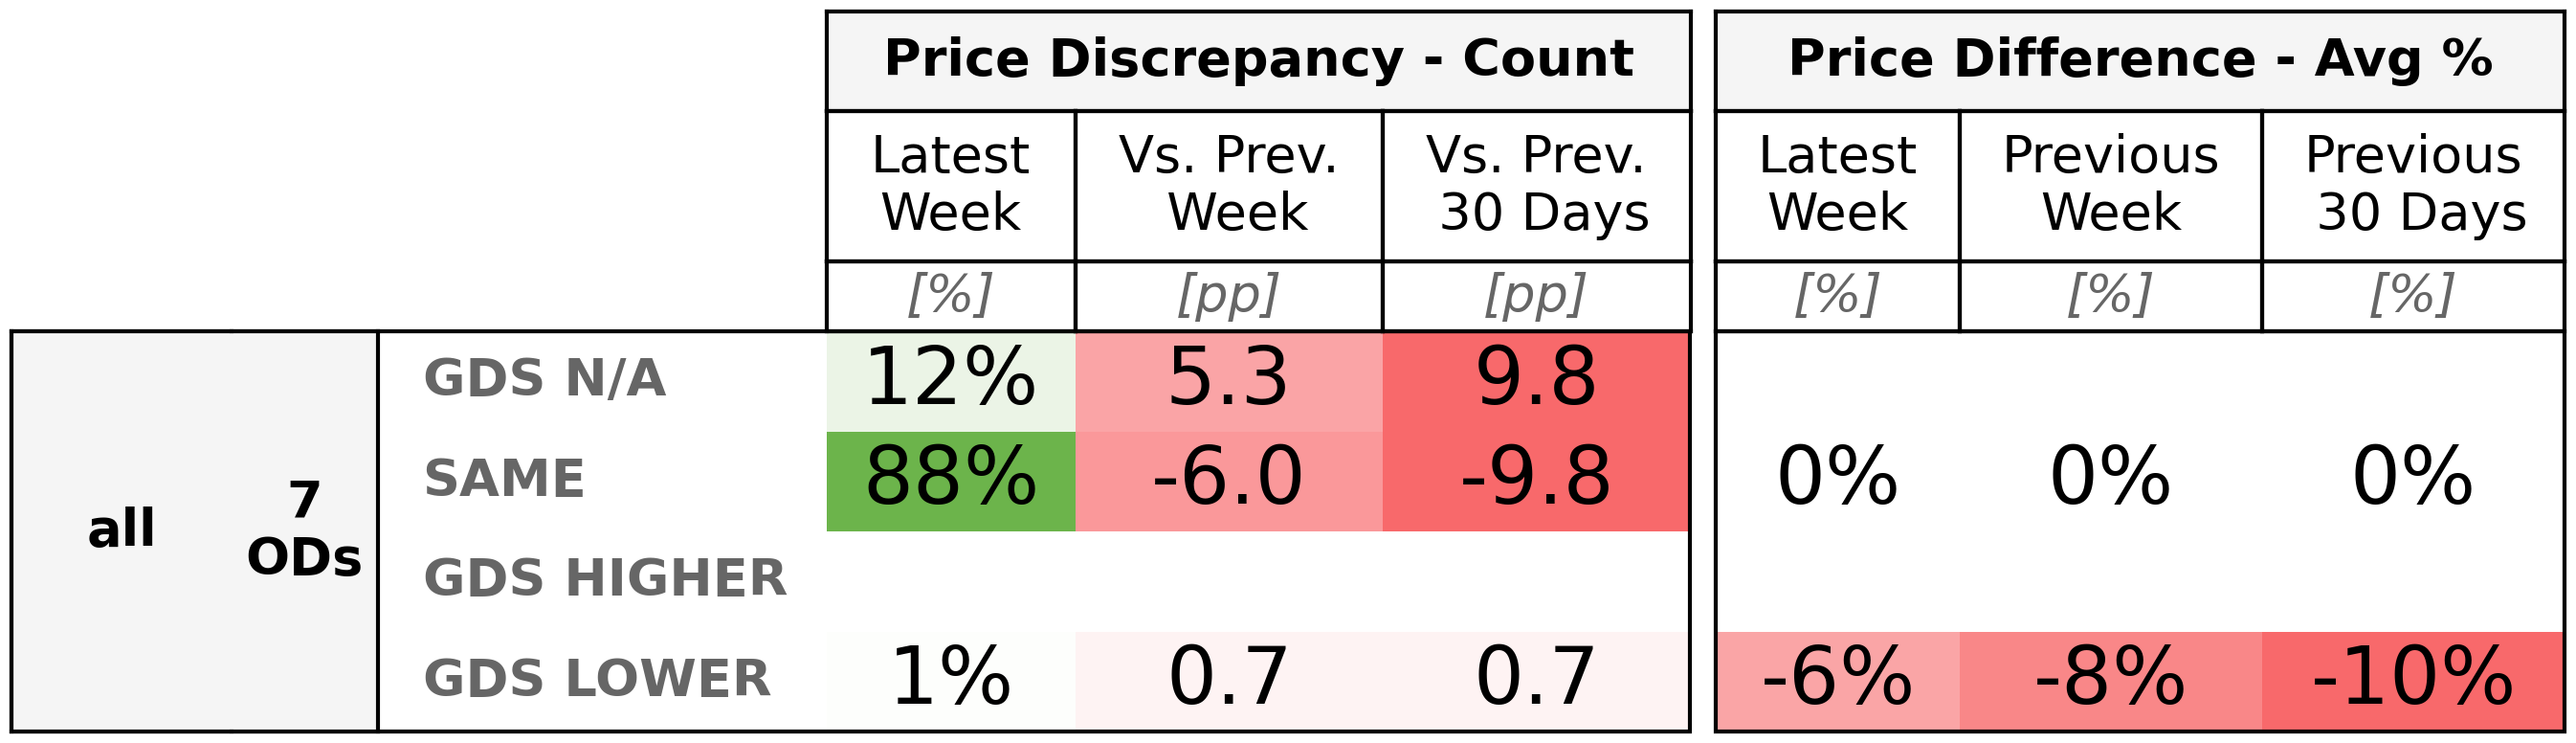 Price Discrepancy - Count Price Difference - Avg %
Latest Week Vs. Prev. Week Vs. Prev. 30 Days Latest Week Previous Week Previous 30 Days
[%] [pp] [pp] [%] [%] [%]
all 7 ODs
GDS N/A 12% 5.3 9.8
SAME 88% -6.0 -9.8 0% 0% 0%
GDS HIGHER
GDS LOWER 1% 0.7 0.7 -6% -8% -10%